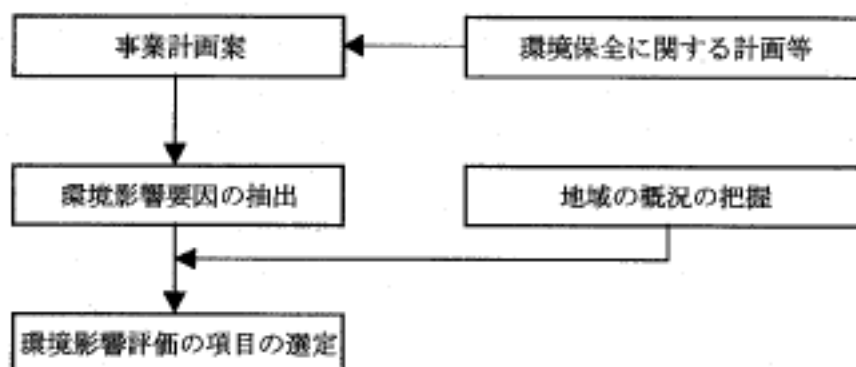 事業計画案
環境保全に関する計画等
環境影響要因の抽出
地域の概況の把握
環境影響評価の項目の選定